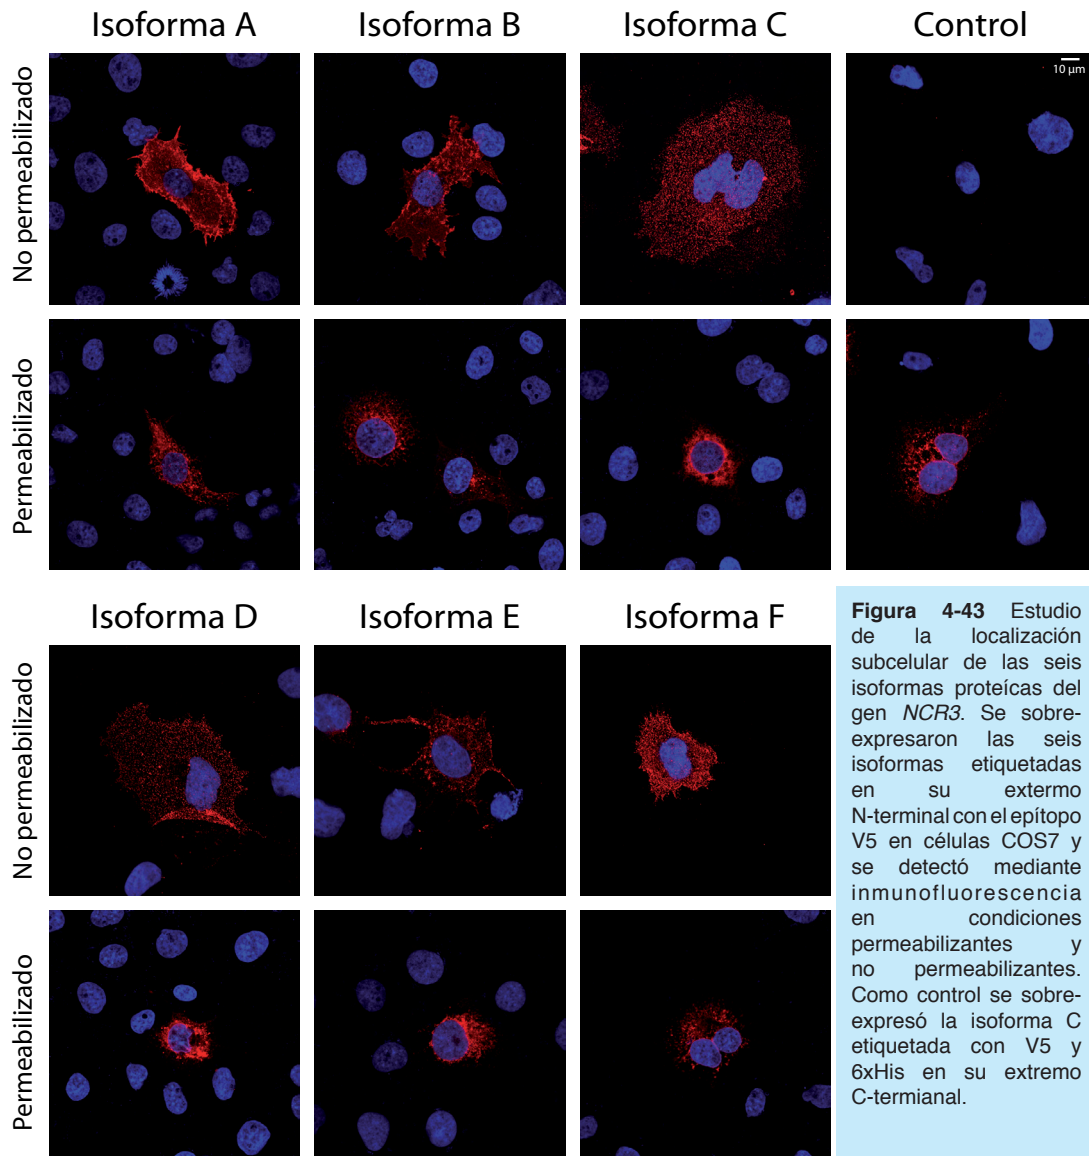 Isoforma A
Isoforma B
Isoforma C
Control
No permeabilizado
10 µm
Permeabilizado
Isoforma D
Isoforma E
Isoforma F
No permeabilizado
Permeabilizado
Figura 4-43 Estudio
de la localización
subcelular de las seis
isoformas proteícas del
gen NCR3. Se sobre-
expresaron las seis
isoformas etiquetadas
en su extermo
N-terminal con el epítopo
V5 en células COS7 y
se detectó mediante
inmunofluorescencia
en condiciones
permeabilizantes y
no permeabilizantes.
Como control se sobre-
expresó la isoforma C
etiquetada con V5 y
6xHis en su extremo
C-termianal.